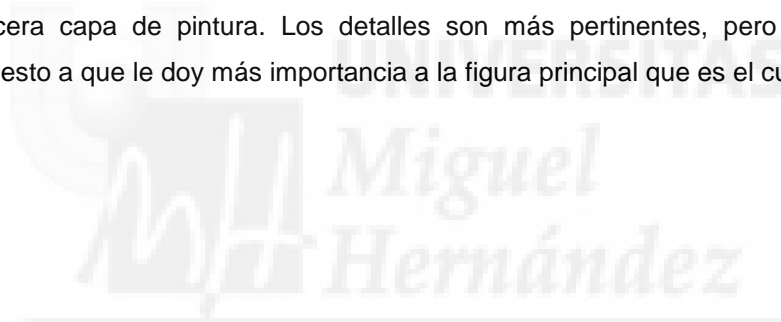 cera capa de pintura. Los detalles son más pertinentes, pero
esto a que le doy más importancia a la figura principal que es el cu
UNIVERSITAS
Miguel
Hernández